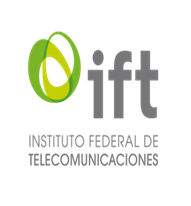 ift
INSTITUTO FEDERAL DE
TELECOMUNICACIONES